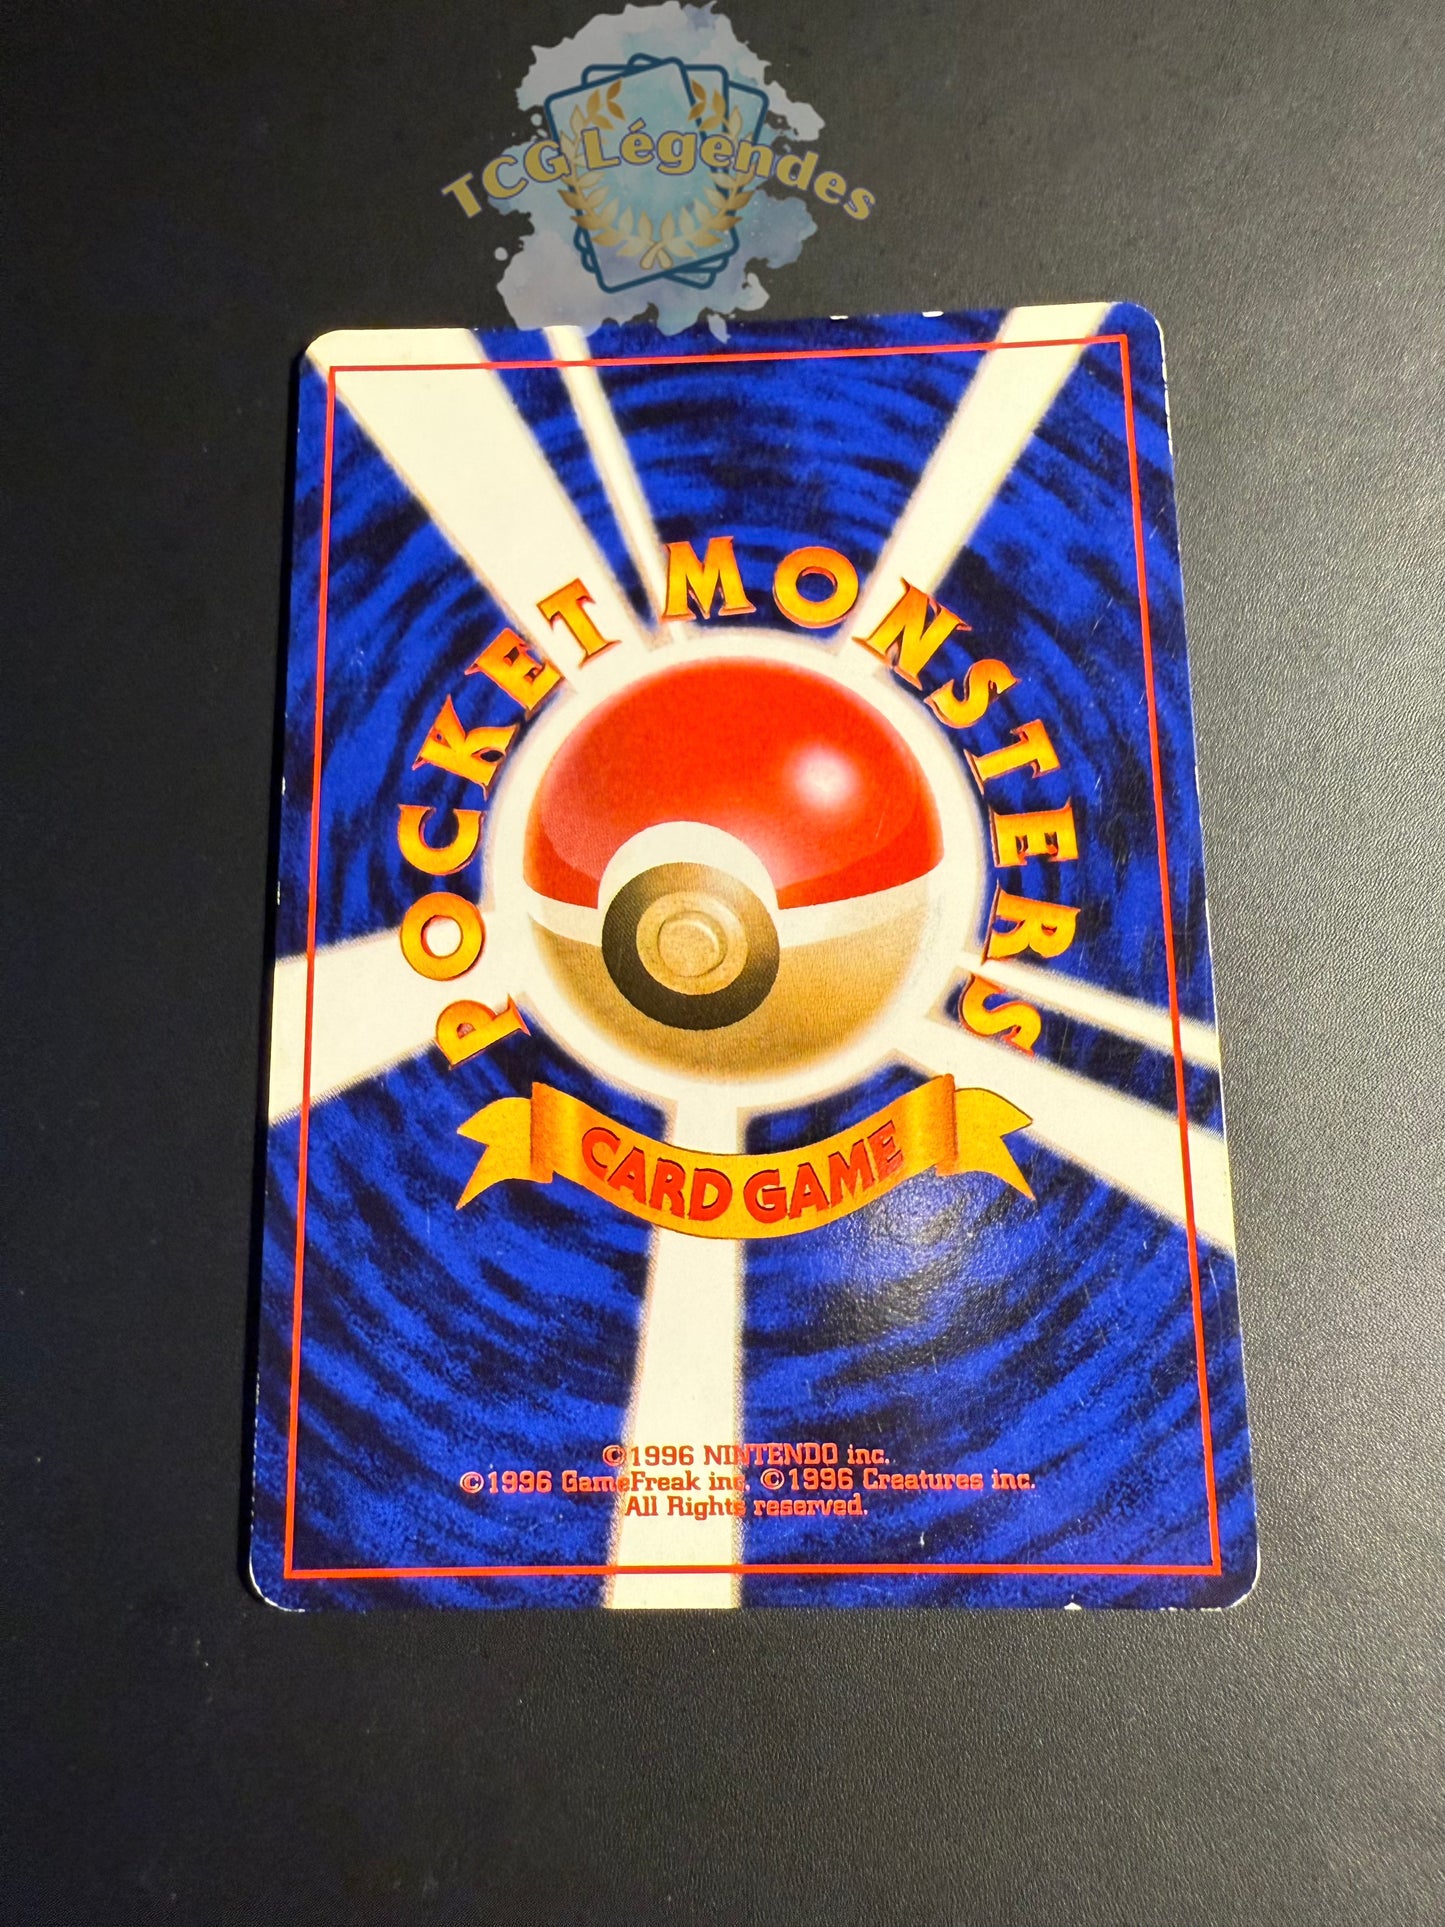 TCG Légendes
POCKET MONSTERS
CARD GAME
©1996 NINTENDO inc.
©1996 GameFreak inc. ©1996 Creatures inc.
All Rights reserved.